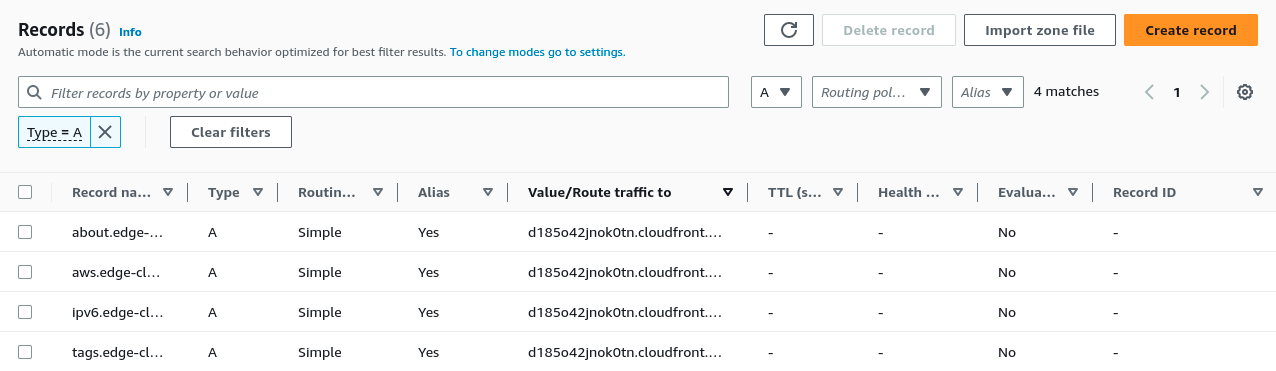 Records (6) Info
Delete record Import zone file Create record
Automatic mode is the current search behavior optimized for best filter results. To change modes go to settings.
Filter records by property or value A Routing pol... Alias 4 matches 1
Type = A Clear filters
Record na... Type Routin... Alias Value/Route traffic to TTL (s... Health ... Evalua... Record ID
about.edge-... A Simple Yes d185o42jnok0tn.cloudfront.... - - No -
aws.edge-cl... A Simple Yes d185o42jnok0tn.cloudfront.... - - No -
ipv6.edge-cl... A Simple Yes d185o42jnok0tn.cloudfront.... - - No -
tags.edge-cl... A Simple Yes d185o42jnok0tn.cloudfront.... - - No -